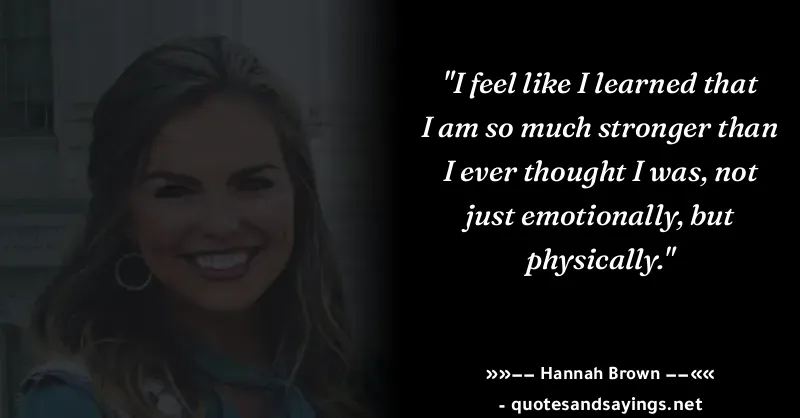 "I feel like I learned that
I am so much stronger than
I ever thought I was, not
just emotionally, but
physically."
»»−− Hannah Brown −−««
- quotesandsayings.net